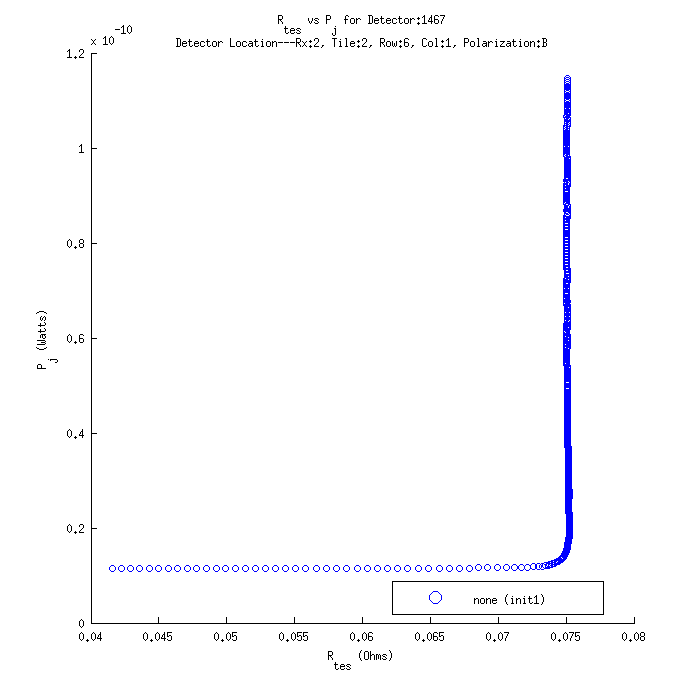 R_tes vs P_j for Detector:1467
Detector Location---Rx:2, Tile:2, Row:6, Col:1, Polarization:B
x 10^-10
1.2
1
0.8
0.6
0.4
0.2
0
P_j (Watts)
none (init1)
0.04 0.045 0.05 0.055 0.06 0.065 0.07 0.075 0.08
R_tes (Ohms)